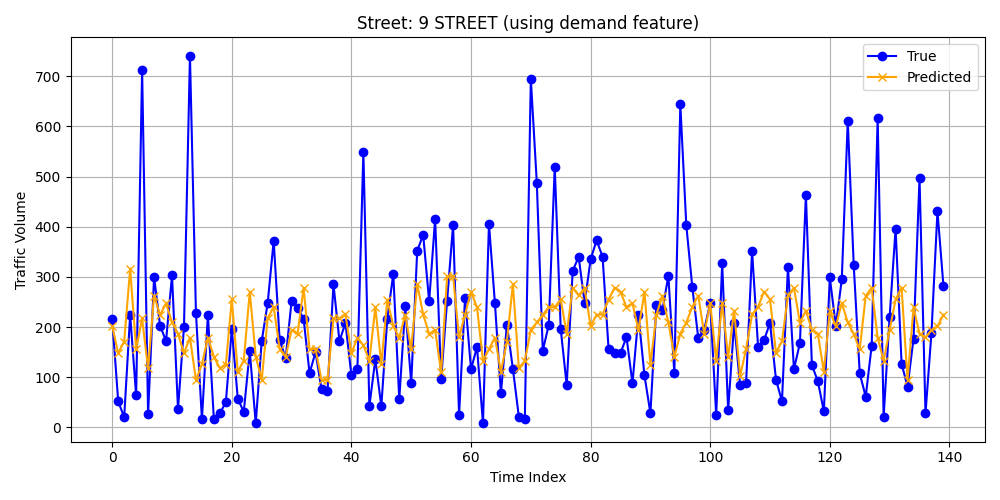 Street: 9 STREET (using demand feature)
True
Predicted
Traffic Volume
700
600
500
400
300
200
100
0
0 20 40 60 80 100 120 140
Time Index